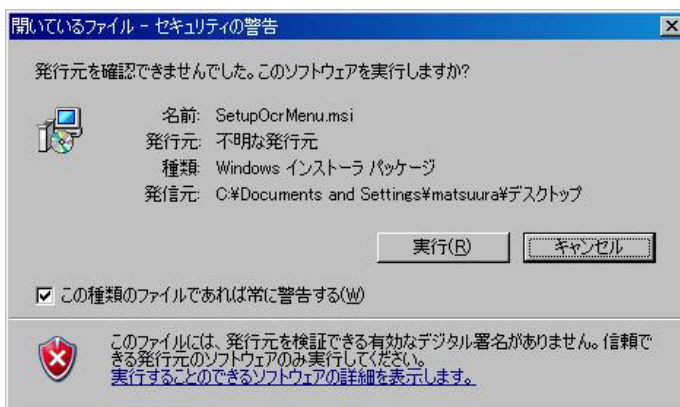 開いているファイル - セキュリティの警告
発行元を確認できませんでした。このソフトウェアを実行しますか?
名前: SetupOcrMenu.msi
発行元: 不明な発行元
種類: Windows インストーラ パッケージ
発信元: C:¥Documents and Settings¥matsuura¥デスクトップ
実行(R) キャンセル
この種類のファイルであれば常に警告する(W)
このファイルには、発行元を検証できる有効なデジタル署名がありません。信頼で
きる発行元のソフトウェアのみ実行してください。
実行することのできるソフトウェアの詳細を表示します。